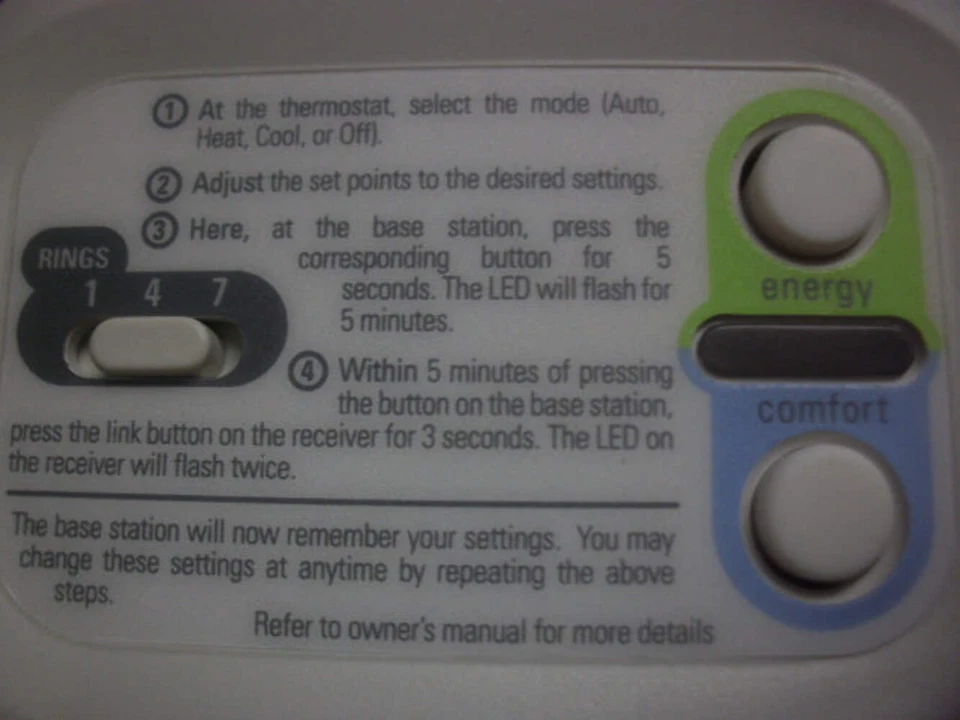 ① At the thermostat, select the mode (Auto,
Heat, Cool, or Off).
② Adjust the set points to the desired settings.
③ Here, at the base station, press the
corresponding button for 5
seconds. The LED will flash for
5 minutes.
④ Within 5 minutes of pressing
the button on the base station,
press the link button on the receiver for 3 seconds. The LED on
the receiver will flash twice.
The base station will now remember your settings. You may
change these settings at anytime by repeating the above
steps.
Refer to owner's manual for more details
RINGS
1 4 7
energy
comfort